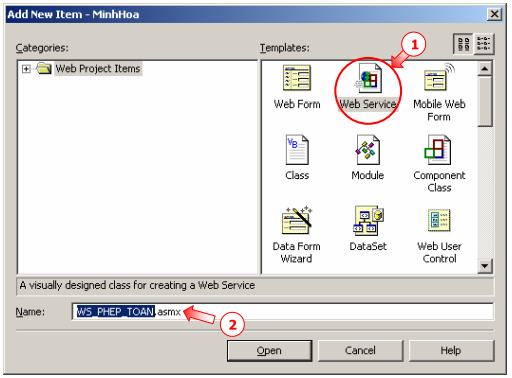 Add New Item - MinhHoa
Categories:
Templates:
1
Web Project Items
Web Form
Web Service
Mobile Web
Form
VB
Class
Module
Component
Class
Data Form
Wizard
DataSet
Web User
Control
A visually designed class for creating a Web Service
Name:
WS_PHEP_TOAN.asmx
2
Open
Cancel
Help